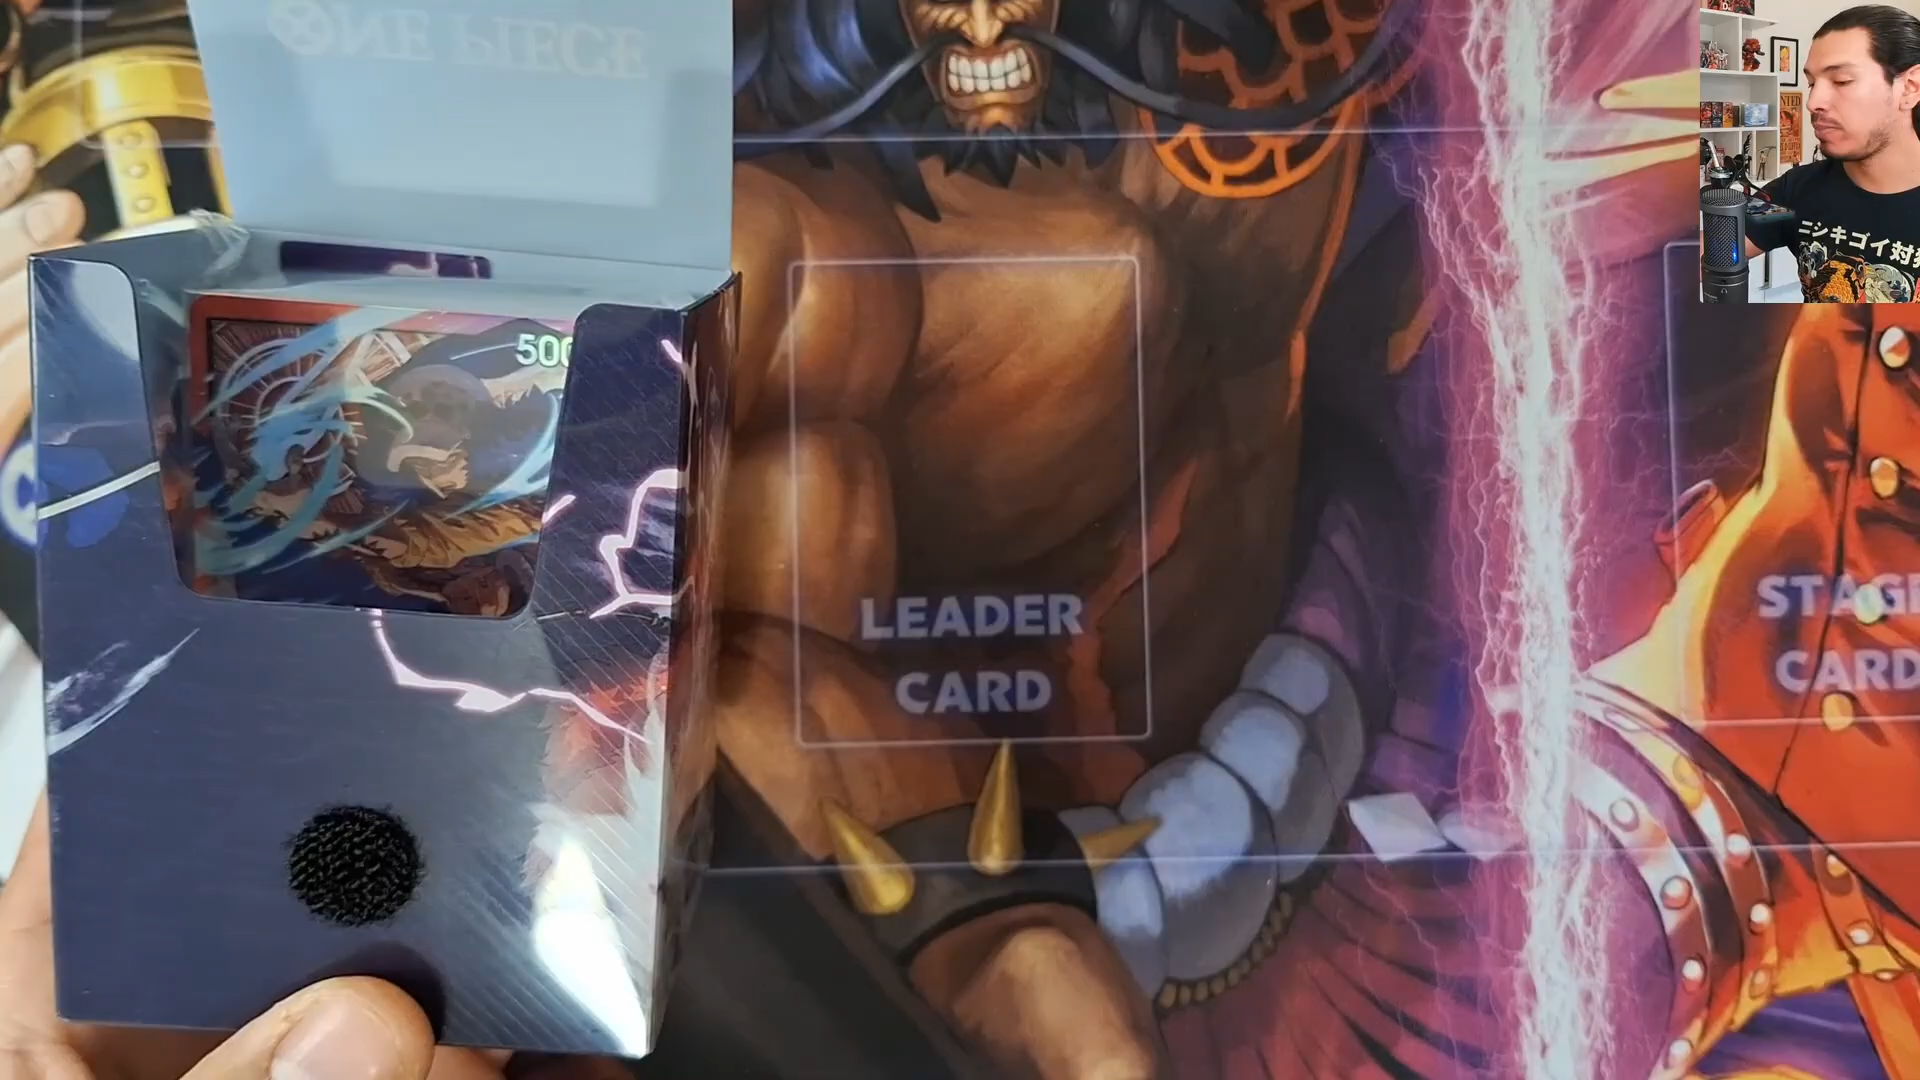 ONE PIECE
500
LEADER
CARD
STAGE
CARD
ニシキゴイ対